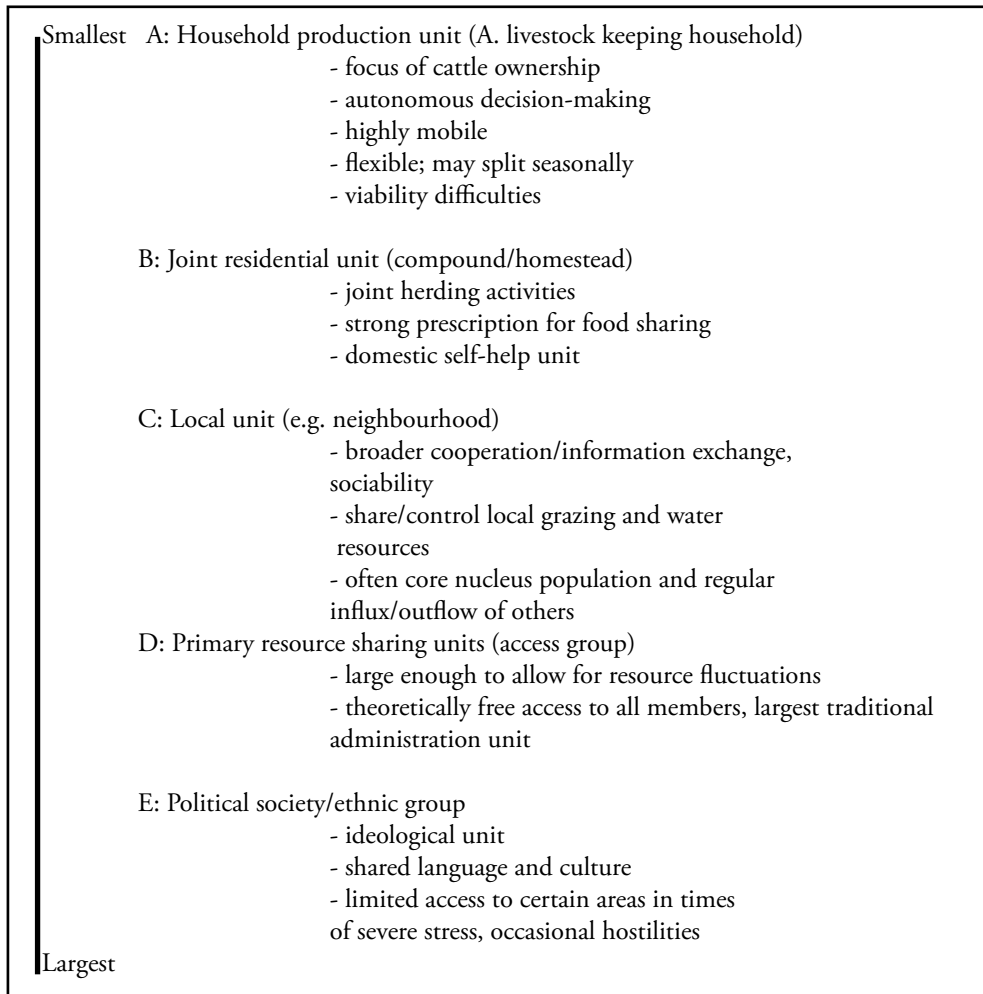 Smallest A: Household production unit (A. livestock keeping household)
- focus of cattle ownership
- autonomous decision-making
- highly mobile
- flexible; may split seasonally
- viability difficulties
B: Joint residential unit (compound/homestead)
- joint herding activities
- strong prescription for food sharing
- domestic self-help unit
C: Local unit (e.g. neighbourhood)
- broader cooperation/information exchange,
sociability
- share/control local grazing and water
resources
- often core nucleus population and regular
influx/outflow of others
D: Primary resource sharing units (access group)
- large enough to allow for resource fluctuations
- theoretically free access to all members, largest traditional
administration unit
E: Political society/ethnic group
- ideological unit
- shared language and culture
- limited access to certain areas in times
of severe stress, occasional hostilities
Largest